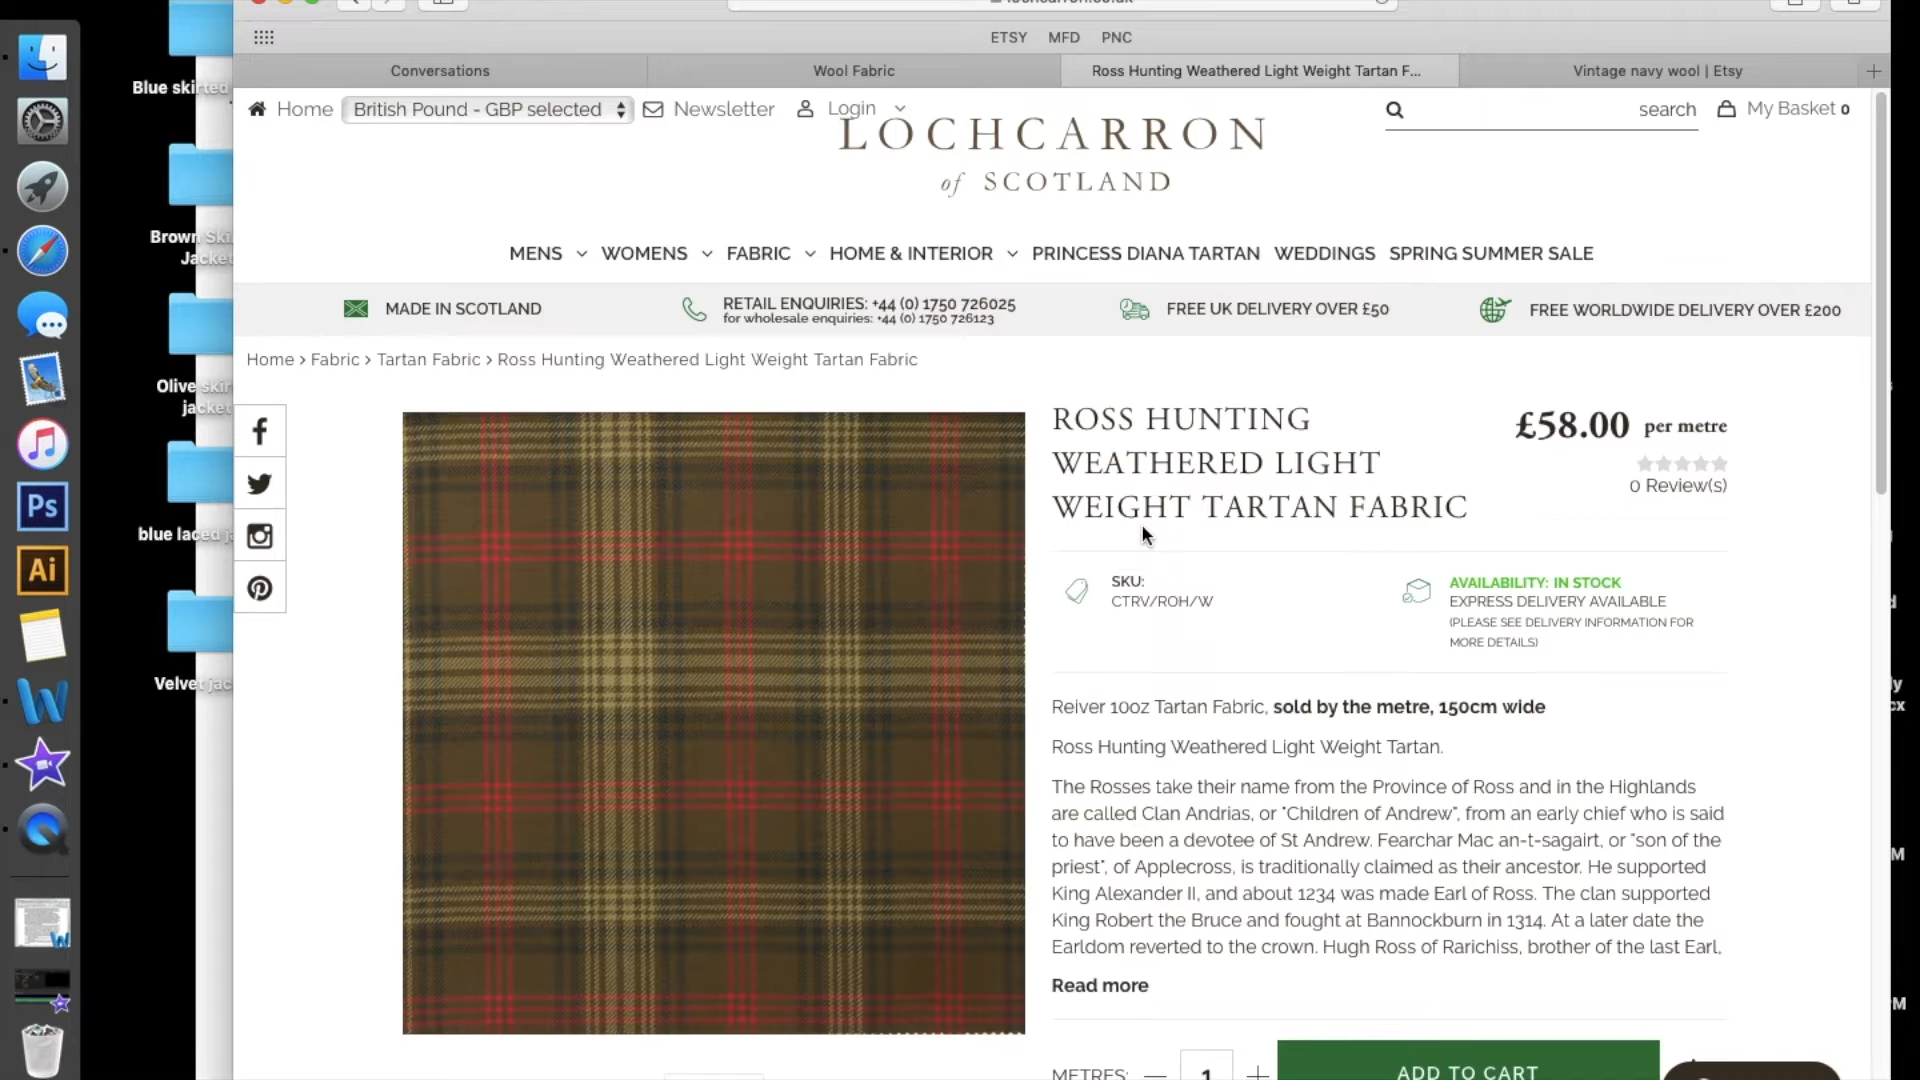 ETSY MFD PNC
Conversations
Wool Fabric
Ross Hunting Weathered Light Weight Tartan F...
Vintage navy wool | Etsy
Home
British Pound - GBP selected
Newsletter
Login
search
My Basket 0
LOCHCARRON
of SCOTLAND
MENS WOMENS FABRIC HOME & INTERIOR PRINCESS DIANA TARTAN WEDDINGS SPRING SUMMER SALE
MADE IN SCOTLAND
RETAIL ENQUIRIES: +44 (0) 1750 726025
for wholesale enquiries: +44 (0) 1750 726123
FREE UK DELIVERY OVER £50
FREE WORLDWIDE DELIVERY OVER £200
Home > Fabric > Tartan Fabric > Ross Hunting Weathered Light Weight Tartan Fabric
ROSS HUNTING
WEATHERED LIGHT
WEIGHT TARTAN FABRIC
£58.00 per metre
0 Review(s)
SKU:
CTRV/ROH/W
AVAILABILITY: IN STOCK
EXPRESS DELIVERY AVAILABLE
(PLEASE SEE DELIVERY INFORMATION FOR
MORE DETAILS)
Reiver 10oz Tartan Fabric, sold by the metre, 150cm wide
Ross Hunting Weathered Light Weight Tartan.
The Rosses take their name from the Province of Ross and in the Highlands
are called Clan Andrias, or "Children of Andrew", from an early chief who is said
to have been a devotee of St Andrew. Fearchar Mac an-t-sagairt, or "son of the
priest", of Applecross, is traditionally claimed as their ancestor. He supported
King Alexander II, and about 1234 was made Earl of Ross. The clan supported
King Robert the Bruce and fought at Bannockburn in 1314. At a later date the
Earldom reverted to the crown. Hugh Ross of Rarichiss, brother of the last Earl,
Read more
METRES: 1
ADD TO CART
Blue skirted
Brown Ski
Jacket
Olive skir
jacket
blue laced j
Velvet jac
Ps
Ai